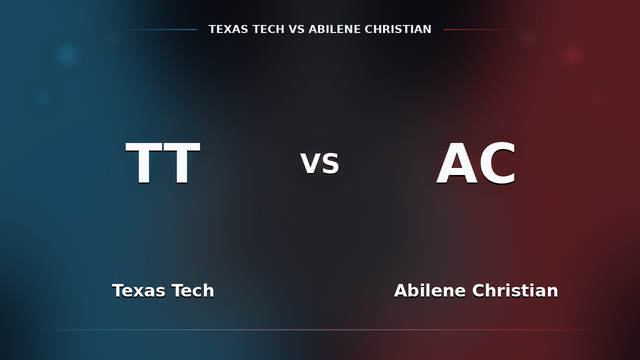 TEXAS TECH VS ABILENE CHRISTIAN
TT VS AC
Texas Tech Abilene Christian